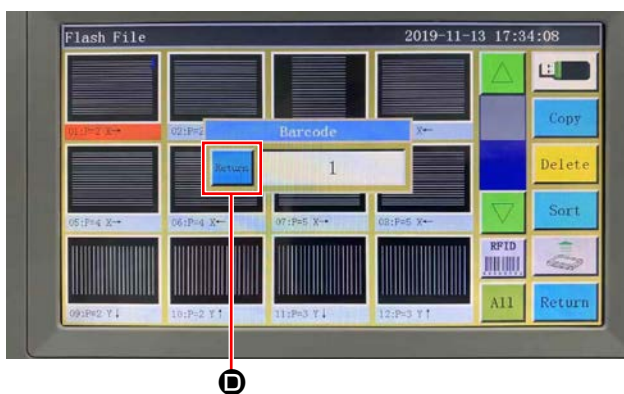 Flash File 2019-11-13 17:34:08
Barcode
Return 1
Copy
Delete
Sort
RFID
All Return
01:P=2 X→
02:P=2 X←
05:P=4 X→ 06:P=4 X← 07:P=5 X→ 08:P=5 X←
09:P=2 Y↓ 10:P=2 Y↑ 11:P=3 Y↓ 12:P=3 Y↑
D